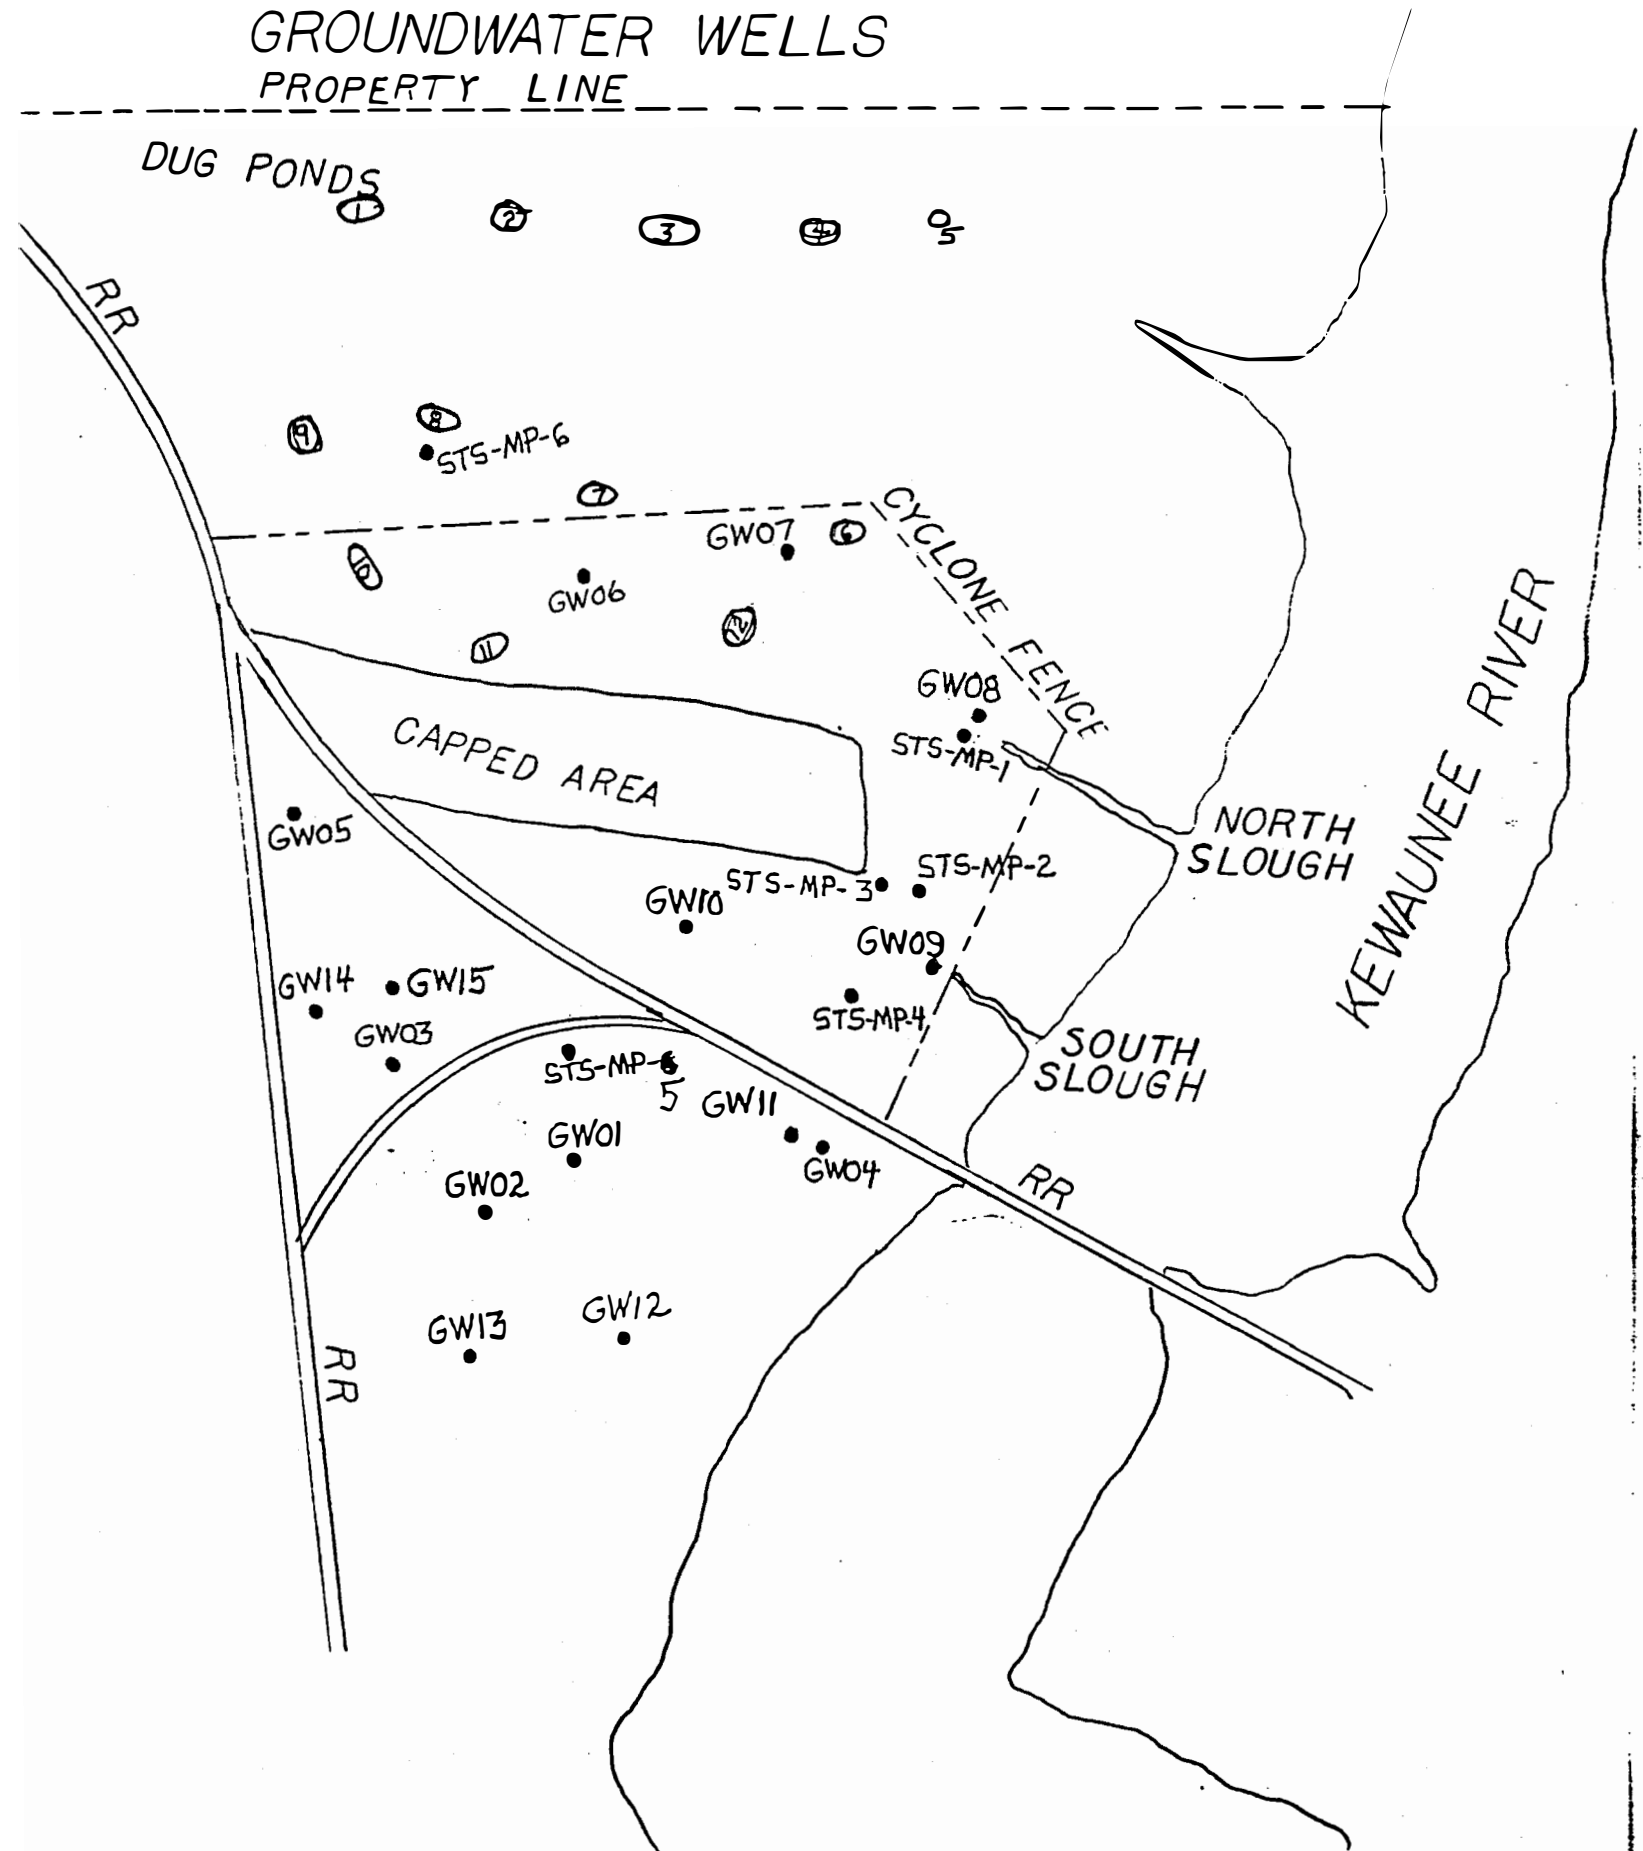 GROUNDWATER WELLS
PROPERTY LINE
DUG PONDS
1
2
3
4
5
RR
9
8
STS-MP-6
7
CYCLONE FENCE
GW07
6
10
GW06
11
12
GW08
STS-MP-1
CAPPED AREA
KEWAUNEE RIVER
NORTH
SLOUGH
GW05
STS-MP-3
STS-MP-2
GW10
GW09
GW14
GW15
STS-MP-4
GW03
SOUTH
SLOUGH
STS-MP-
5
GW11
GW01
GW04
GW02
RR
GW12
GW13
RR